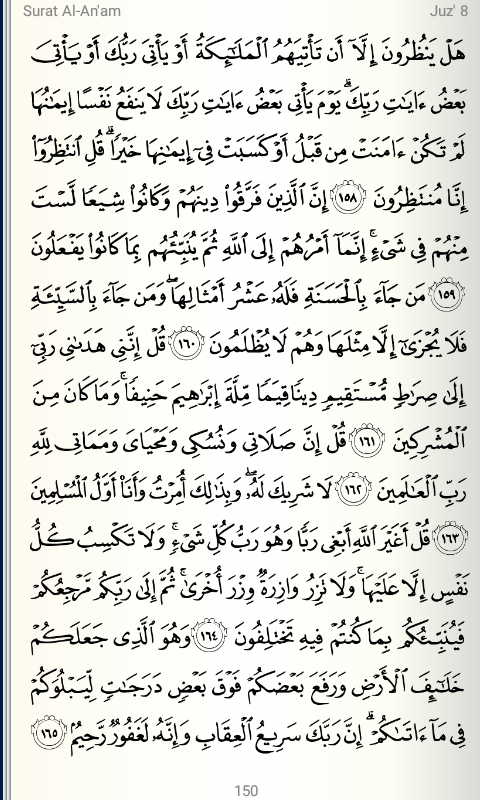 Surat Al-An'am Juz' 8
هَلْ يَنظُرُونَ إِلَّآ أَن تَأْتِيَهُمُ ٱلْمَلَـٰٓئِكَةُ أَوْ يَأْتِىَ رَبُّكَ أَوْ يَأْتِىَ
بَعْضُ ءَايَـٰتِ رَبِّكَ ۗ يَوْمَ يَأْتِى بَعْضُ ءَايَـٰتِ رَبِّكَ لَا يَنفَعُ نَفْسًا إِيمَـٰنُهَا
لَمْ تَكُنْ ءَامَنَتْ مِن قَبْلُ أَوْ كَسَبَتْ فِىٓ إِيمَـٰنِهَا خَيْرًا ۗ قُلِ ٱنتَظِرُوٓا۟
إِنَّا مُنتَظِرُونَ ١٥٨ إِنَّ ٱلَّذِينَ فَرَّقُوا۟ دِينَهُمْ وَكَانُوا۟ شِيَعًا لَّسْتَ
مِنْهُمْ فِى شَىْءٍ ۚ إِنَّمَآ أَمْرُهُمْ إِلَى ٱللَّهِ ثُمَّ يُنَبِّئُهُم بِمَا كَانُوا۟ يَفْعَلُونَ
١٥٩ مَن جَآءَ بِٱلْحَسَنَةِ فَلَهُۥ عَشْرُ أَمْثَالِهَا ۖ وَمَن جَآءَ بِٱلسَّيِّئَةِ
فَلَا يُجْزَىٰٓ إِلَّا مِثْلَهَا وَهُمْ لَا يُظْلَمُونَ ١٦٠ قُلْ إِنَّنِى هَدَىٰنِى رَبِّىٓ
إِلَىٰ صِرَٰطٍ مُّسْتَقِيمٍ دِينًا قِيَمًا مِّلَّةَ إِبْرَٰهِيمَ حَنِيفًا ۚ وَمَا كَانَ مِنَ
ٱلْمُشْرِكِينَ ١٦١ قُلْ إِنَّ صَلَاتِى وَنُسُكِى وَمَحْيَاىَ وَمَمَاتِى لِلَّهِ
رَبِّ ٱلْعَـٰلَمِينَ ١٦٢ لَا شَرِيكَ لَهُۥ ۖ وَبِذَٰلِكَ أُمِرْتُ وَأَنَا۠ أَوَّلُ ٱلْمُسْلِمِينَ
١٦٣ قُلْ أَغَيْرَ ٱللَّهِ أَبْغِى رَبًّا وَهُوَ رَبُّ كُلِّ شَىْءٍ ۚ وَلَا تَكْسِبُ كُلُّ
نَفْسٍ إِلَّا عَلَيْهَا ۚ وَلَا تَزِرُ وَازِرَةٌ وِزْرَ أُخْرَىٰ ۚ ثُمَّ إِلَىٰ رَبِّكُم مَّرْجِعُكُمْ
فَيُنَبِّئُكُم بِمَا كُنتُمْ فِيهِ تَخْتَلِفُونَ ١٦٤ وَهُوَ ٱلَّذِى جَعَلَكُمْ
خَلَـٰٓئِفَ ٱلْأَرْضِ وَرَفَعَ بَعْضَكُمْ فَوْقَ بَعْضٍ دَرَجَـٰتٍ لِّيَبْلُوَكُمْ
فِى مَآ ءَاتَىٰكُمْ ۗ إِنَّ رَبَّكَ سَرِيعُ ٱلْعِقَابِ وَإِنَّهُۥ لَغَفُورٌ رَّحِيمٌۢ ١٦٥
150